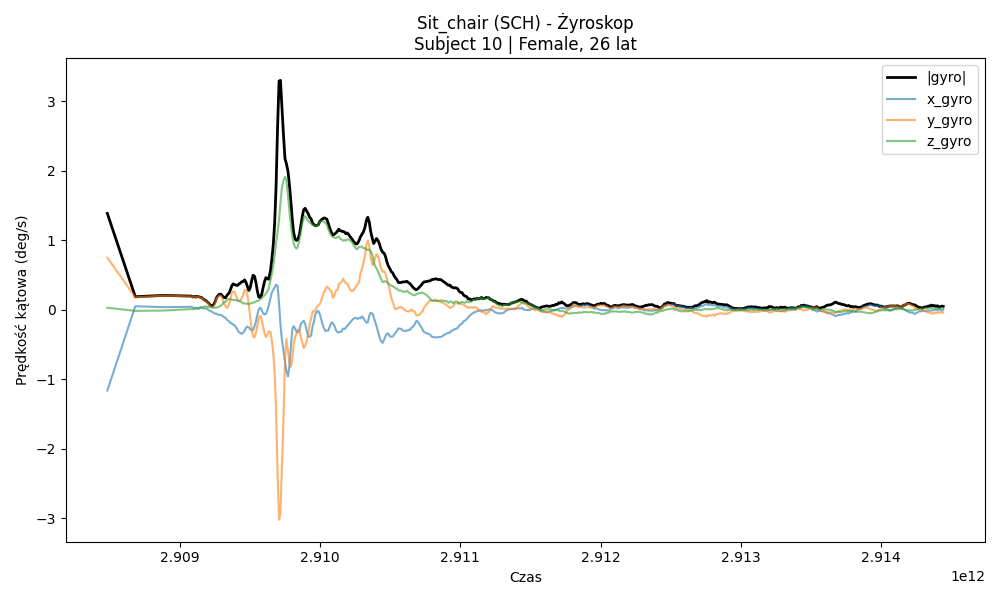 Sit_chair (SCH) - Żyroskop
Subject 10 | Female, 26 lat
|gyro|
x_gyro
y_gyro
z_gyro
Prędkość kątowa (deg/s)
3
2
1
0
−1
−2
−3
2.909 2.910 2.911 2.912 2.913 2.914
1e12
Czas